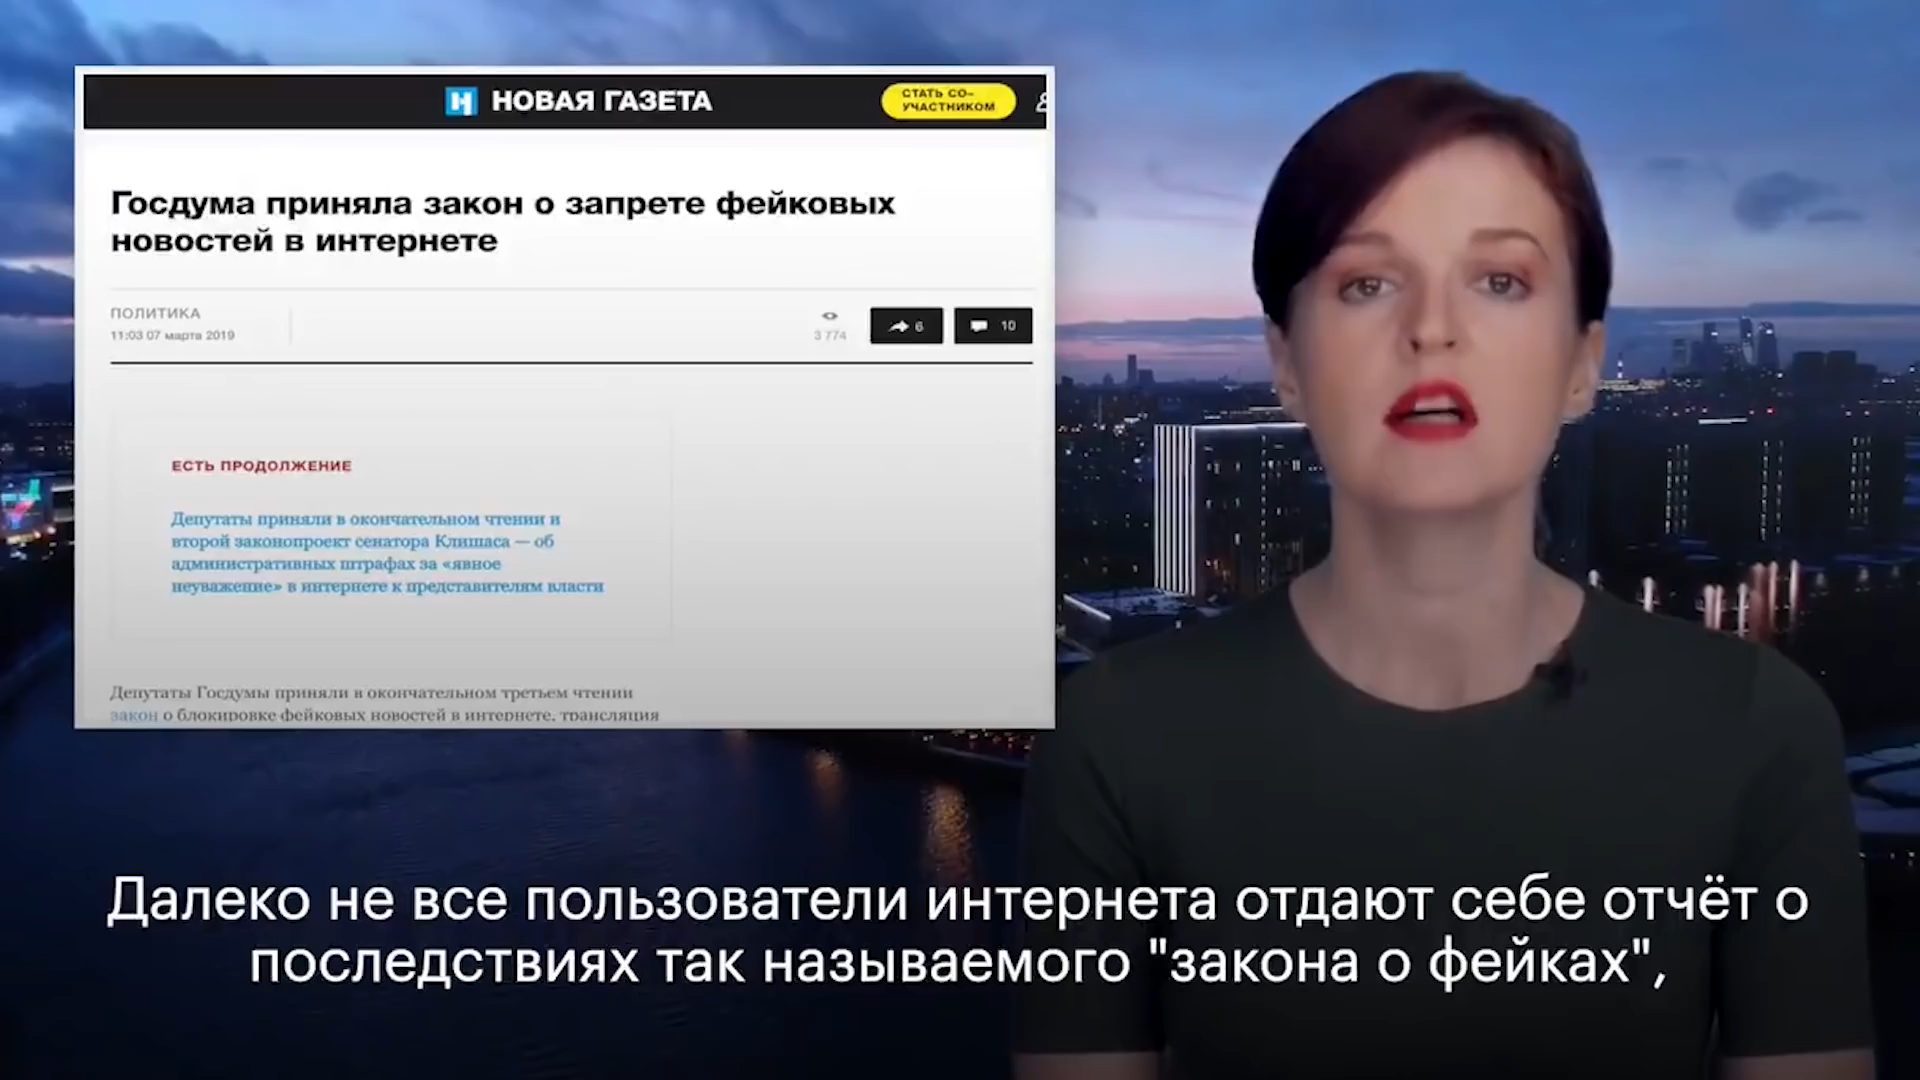 НОВАЯ ГАЗЕТА
СТАТЬ СО-
УЧАСТНИКОМ
Госдума приняла закон о запрете фейковых
новостей в интернете
ПОЛИТИКА
11:03 07 марта 2019
3 774
6
10
ЕСТЬ ПРОДОЛЖЕНИЕ
Депутаты приняли в окончательном чтении и
второй законопроект сенатора Клишаса — об
административных штрафах за «явное
неуважение» в интернете к представителям власти
Депутаты Госдумы приняли в окончательном третьем чтении
закон о блокировке фейковых новостей в интернете, трансляция
Далеко не все пользователи интернета отдают себе отчёт о
последствиях так называемого "закона о фейках",